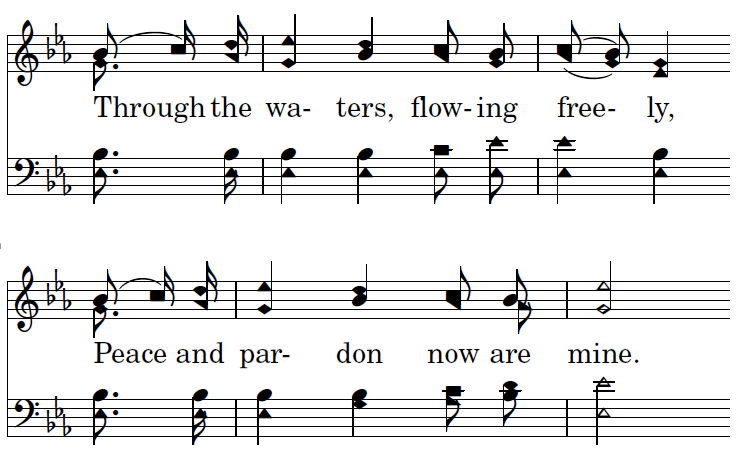 Through the wa- ters, flow- ing free- ly,
Peace and par- don now are mine.